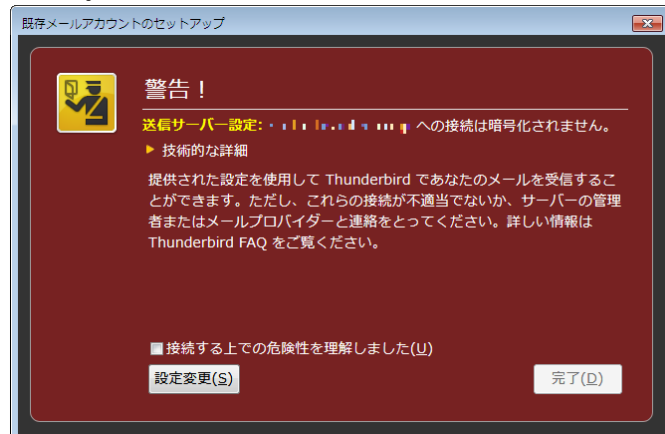 既存メールアカウントのセットアップ
警告！
送信サーバー設定: への接続は暗号化されません。
技術的な詳細
提供された設定を使用して Thunderbird であなたのメールを受信するこ
とができます。ただし、これらの接続が不適当でないか、サーバーの管理
者またはメールプロバイダーと連絡をとってください。詳しい情報は
Thunderbird FAQ をご覧ください。
接続する上での危険性を理解しました(U)
設定変更(S)
完了(D)